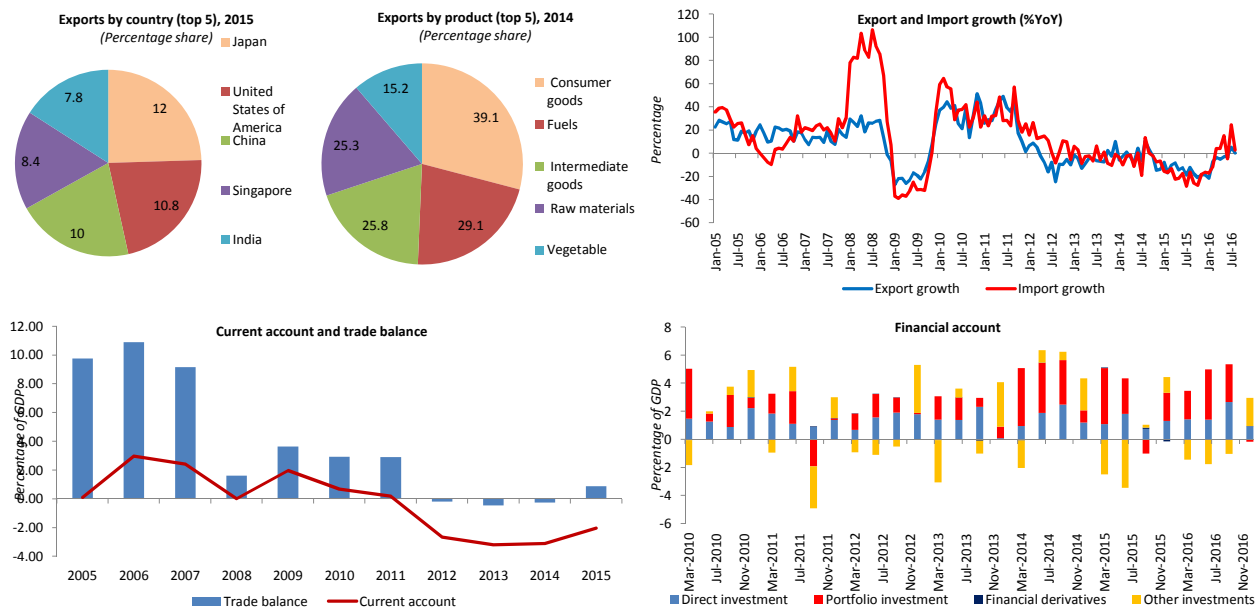 Exports by country (top 5), 2015
(Percentage share)
Japan
United States of America
China
Singapore
India
12
10.8
10
8.4
7.8
Exports by product (top 5), 2014
(Percentage share)
Consumer goods
Fuels
Intermediate goods
Raw materials
Vegetable
39.1
29.1
25.8
25.3
15.2
Export and Import growth (%YoY)
Percentage
120
100
80
60
40
20
0
-20
-40
-60
Jan-05
Jul-05
Jan-06
Jul-06
Jan-07
Jul-07
Jan-08
Jul-08
Jan-09
Jul-09
Jan-10
Jul-10
Jan-11
Jul-11
Jan-12
Jul-12
Jan-13
Jul-13
Jan-14
Jul-14
Jan-15
Jul-15
Jan-16
Jul-16
Export growth
Import growth
Current account and trade balance
Percentage of GDP
12.00
10.00
8.00
6.00
4.00
2.00
0.00
-2.00
-4.00
2005 2006 2007 2008 2009 2010 2011 2012 2013 2014 2015
Trade balance
Current account
Financial account
Percentage of GDP
8
6
4
2
0
-2
-4
-6
Mar-2010
Jul-2010
Nov-2010
Mar-2011
Jul-2011
Nov-2011
Mar-2012
Jul-2012
Nov-2012
Mar-2013
Jul-2013
Nov-2013
Mar-2014
Jul-2014
Nov-2014
Mar-2015
Jul-2015
Nov-2015
Mar-2016
Jul-2016
Nov-2016
Direct investment
Portfolio investment
Financial derivatives
Other investments